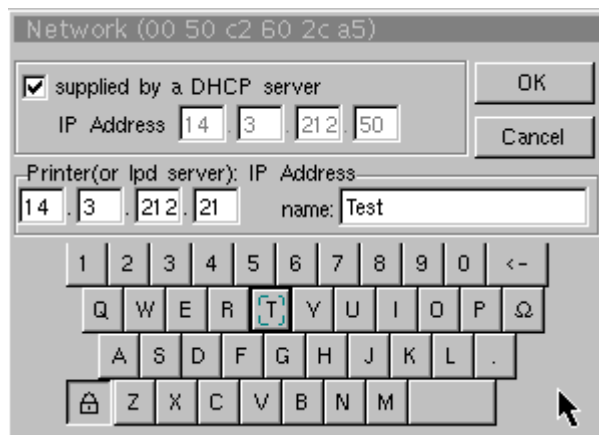 Network (00 50 c2 60 2c a5)
supplied by a DHCP server
OK
IP Address 14 . 3 . 212 . 50
Cancel
Printer(or lpd server): IP Address
14 . 3 . 212 . 21 name: Test
1 2 3 4 5 6 7 8 9 0 <-
Q W E R T Y U I O P Ω
A S D F G H J K L .
Z X C V B N M